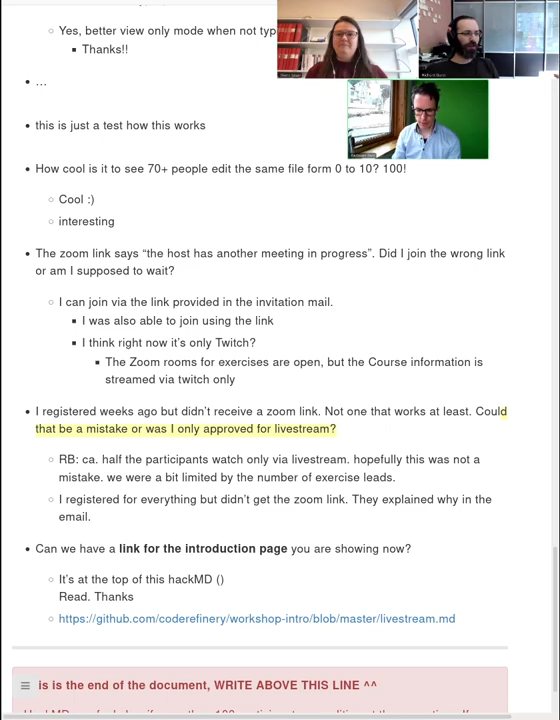 Yes, better view only mode when not typ
Thanks!!
…
this is just a test how this works
How cool is it to see 70+ people edit the same file form 0 to 10? 100!
Cool :)
interesting
The zoom link says “the host has another meeting in progress”. Did I join the wrong link
or am I supposed to wait?
I can join via the link provided in the invitation mail.
I was also able to join using the link
I think right now it’s only Twitch?
The Zoom rooms for exercises are open, but the Course information is
streamed via twitch only
I registered weeks ago but didn’t receive a zoom link. Not one that works at least. Could
that be a mistake or was I only approved for livestream?
RB: ca. half the participants watch only via livestream. hopefully this was not a
mistake. we were a bit limited by the number of exercise leads.
I registered for everything but didn’t get the zoom link. They explained why in the
email.
Can we have a link for the introduction page you are showing now?
It’s at the top of this hackMD ()
Read. Thanks
https://github.com/coderefinery/workshop-intro/blob/master/livestream.md
is is the end of the document, WRITE ABOVE THIS LINE ^^